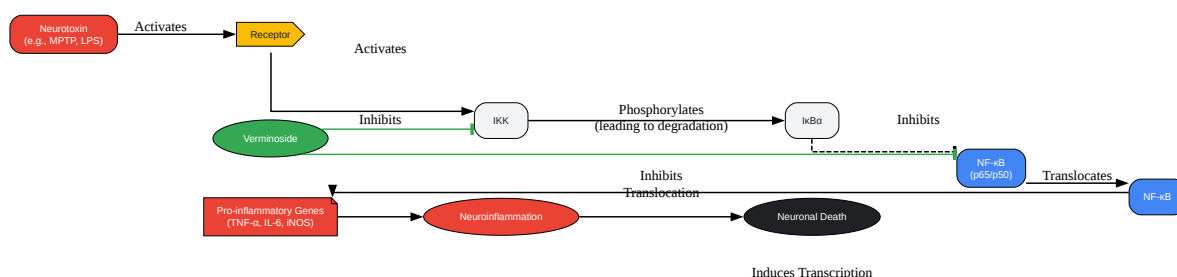 Neurotoxin
(e.g., MPTP, LPS)
Activates
Receptor
Activates
IKK
Phosphorylates
(leading to degradation)
IκBα
Inhibits
Inhibits
Verminoside
NF-κB
(p65/p50)
Inhibits
Translocation
Translocates
NF-κB
Pro-inflammatory Genes
(TNF-α, IL-6, iNOS)
Neuroinflammation
Neuronal Death
Induces Transcription